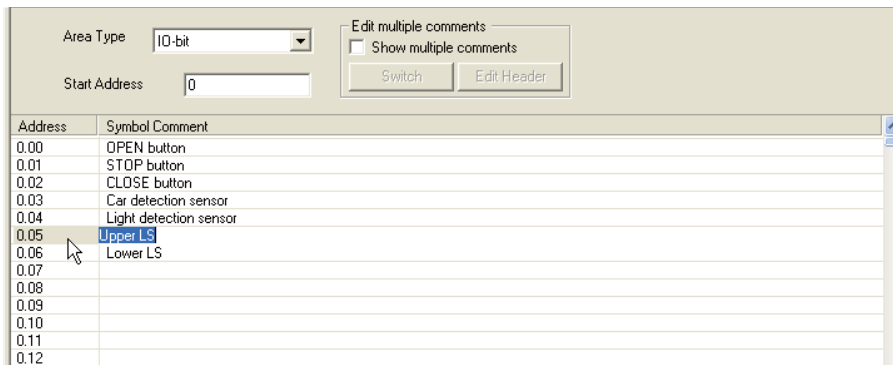 Area Type IO-bit
Edit multiple comments
Show multiple comments
Start Address 0
Switch Edit Header
Address Symbol Comment
0.00 OPEN button
0.01 STOP button
0.02 CLOSE button
0.03 Car detection sensor
0.04 Light detection sensor
0.05 Upper LS
0.06 Lower LS
0.07
0.08
0.09
0.10
0.11
0.12